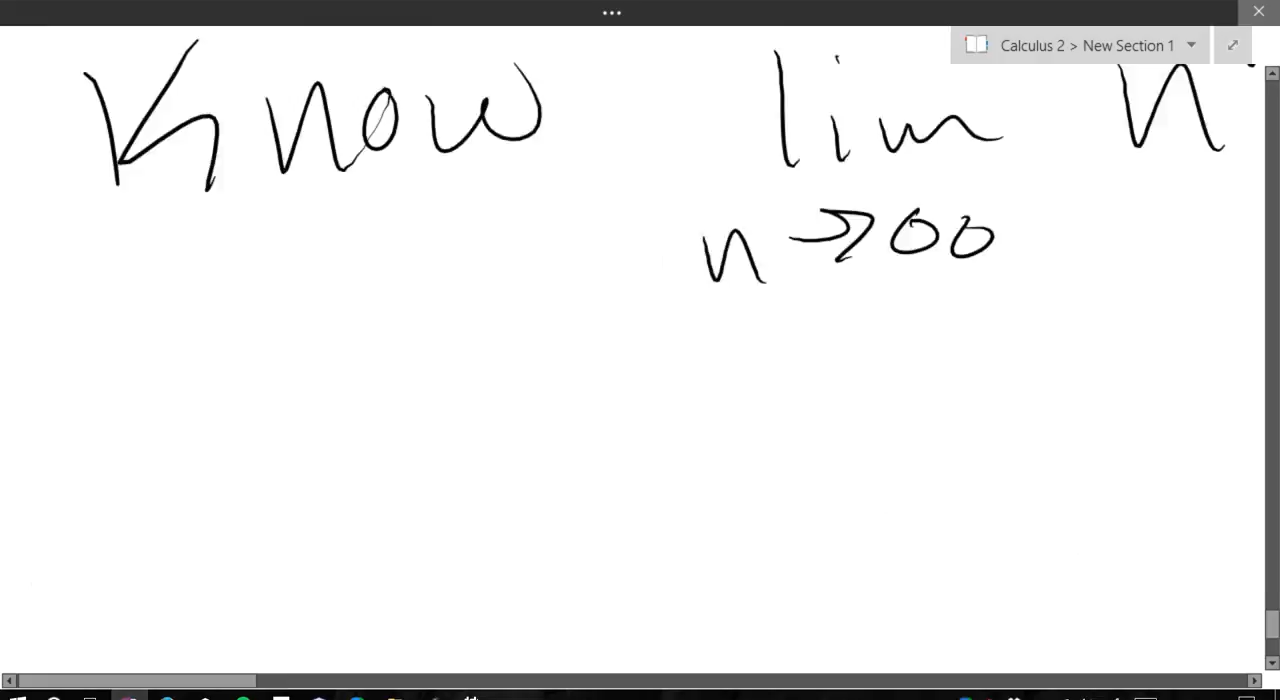 ...
Calculus 2 > New Section 1
Know lim n
n→∞